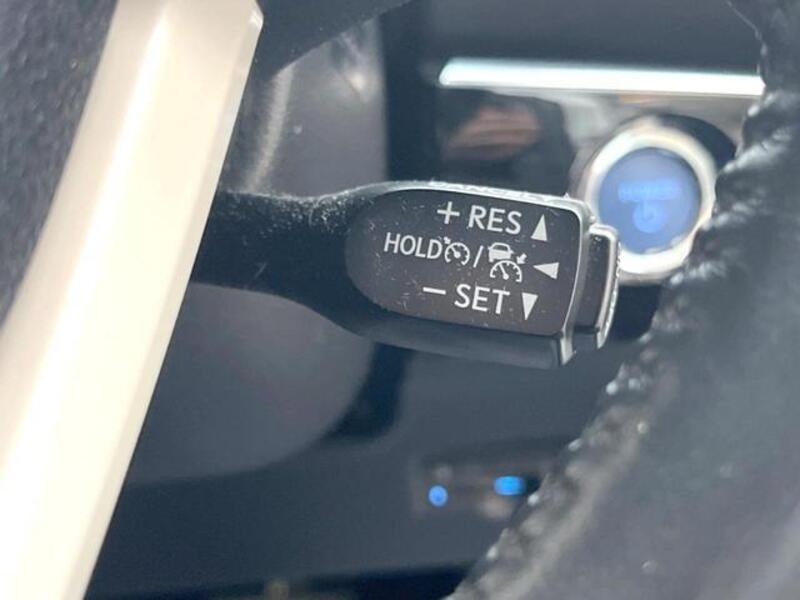 + RES ▲
HOLD / ◀
− SET ▼